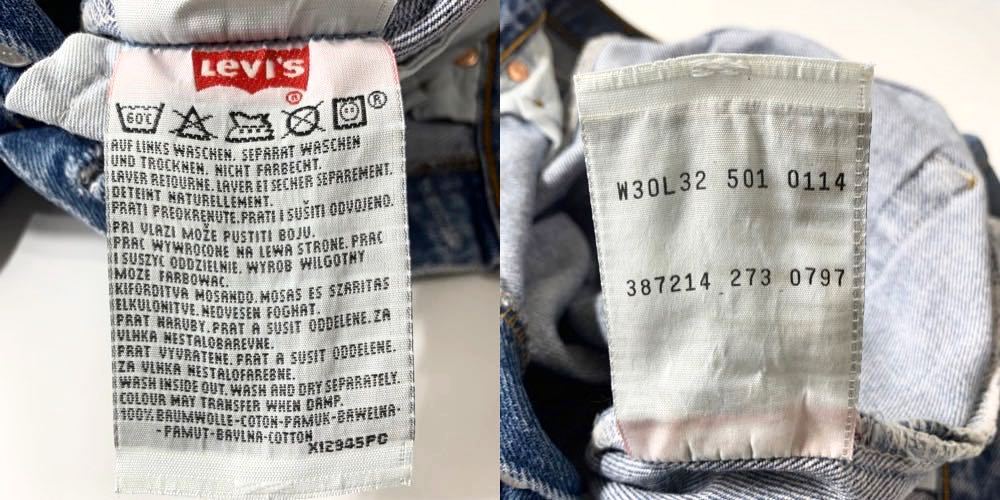 Levi's
®
60C
®
AUF LINKS WASCHEN. SEPARAT WASCHEN
UND TROCKNEN. NICHT FARBECHT.
LAVER RETOURNE. LAVER ET SECHER SEPAREMENT.
DETEINT NATURELLEMENT.
PRATI PREOKRENUTE. PRATI I SUŠITI ODVOJENO.
PRI VLAZI MOŽE PUSTITI BOJU.
PRAC WYWROCONE NA LEWA STRONE. PRAC
I SUSZYC ODDZIELNIE. WYROB WILGOTNY
MOZE FARBOWAC.
KIFORDITVA MOSANDO. MOSAS ES SZARITAS
ELKULONITVE. NEDVESEN FOGHAT.
PRAT NARUBY. PRAT A SUSIT ODDELENE. ZA
VLHKA NESTALOBAREVNE.
PRAT VYVRATENE. PRAT A SUSIT ODDELENE.
ZA VLHKA NESTALOFAREBNE.
WASH INSIDE OUT. WASH AND DRY SEPARATELY.
COLOUR MAY TRANSFER WHEN DAMP.
100% BAUMWOLLE-COTON-PAMUK-BAWELNA-
-PAMUT-BAVLNA-COTTON
X12945PC
W30L32 501 0114
387214 273 0797